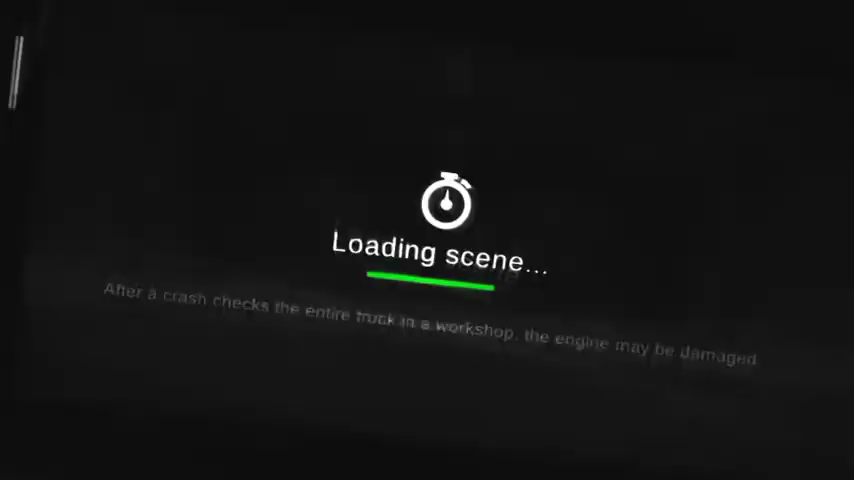 Loading scene...
After a crash checks the entire truck in a workshop, the engine may be damaged.